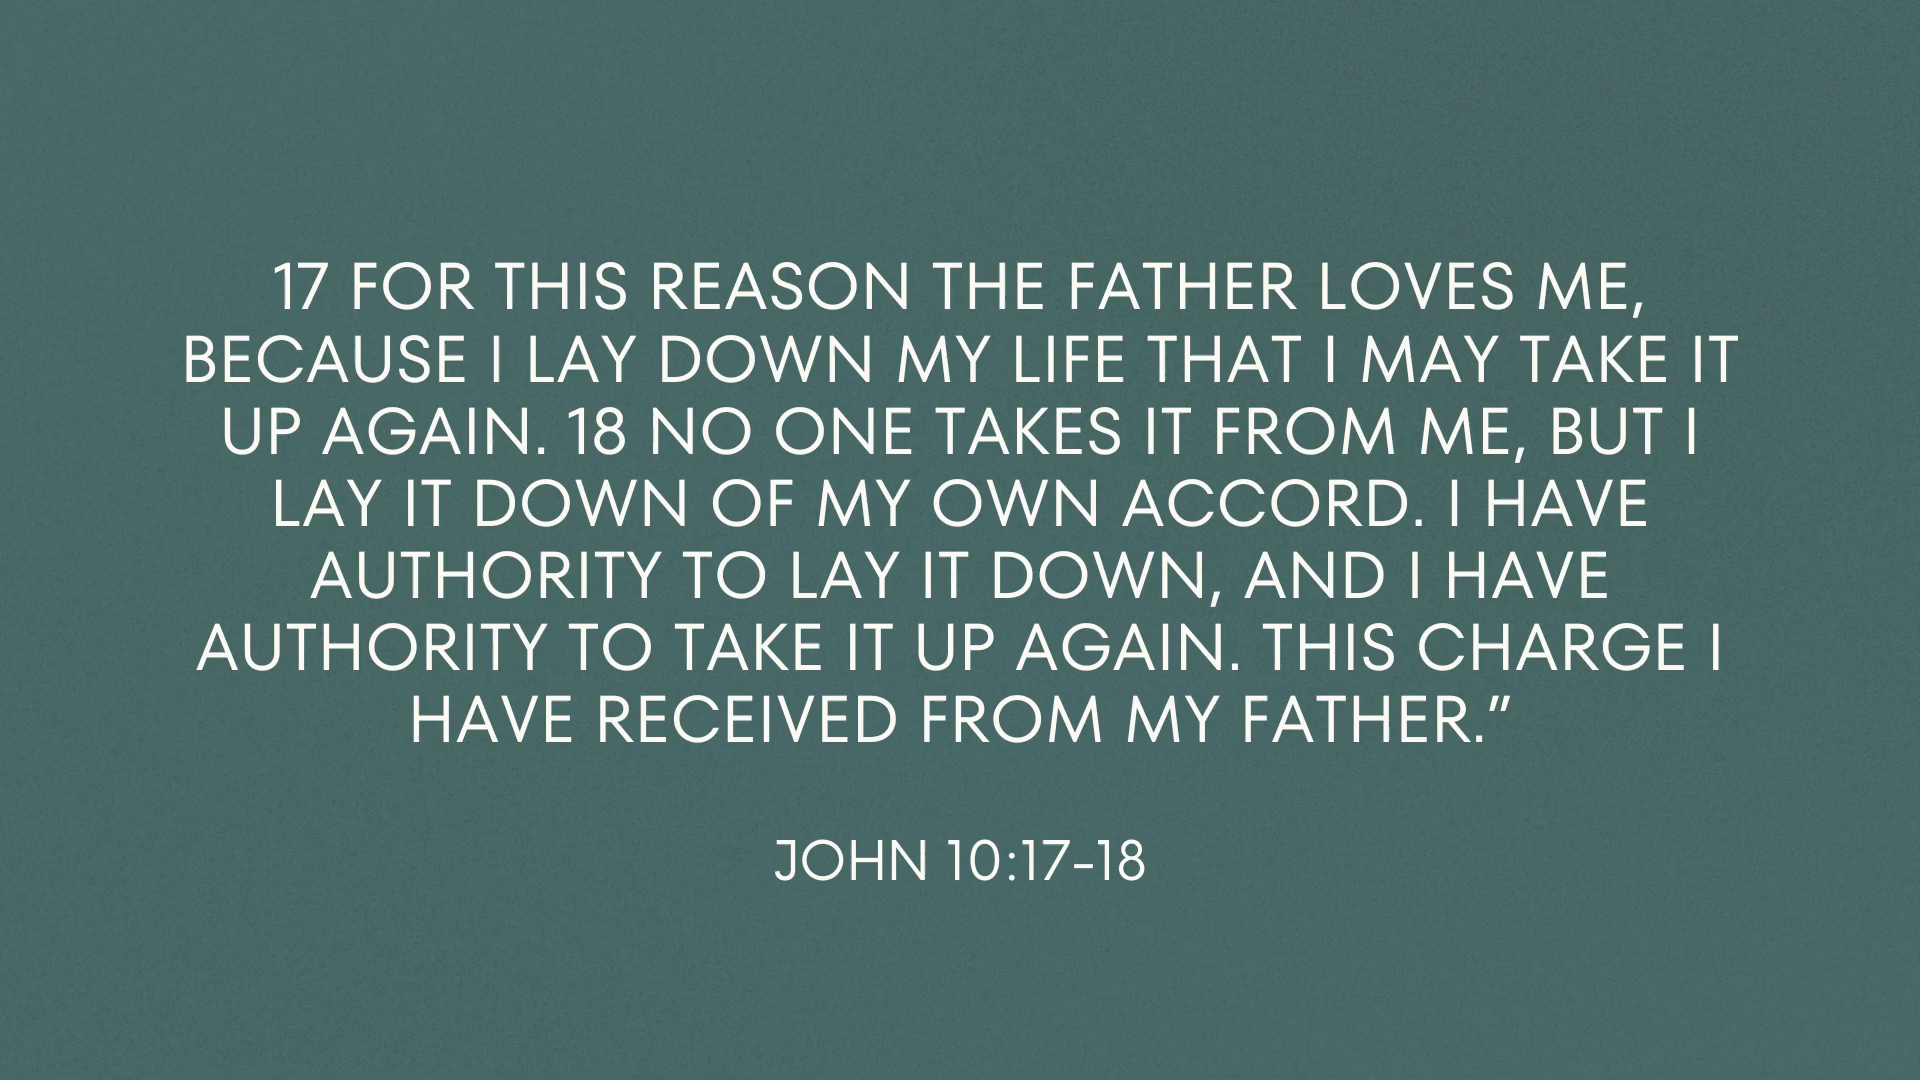 17 FOR THIS REASON THE FATHER LOVES ME,
BECAUSE I LAY DOWN MY LIFE THAT I MAY TAKE IT
UP AGAIN. 18 NO ONE TAKES IT FROM ME, BUT I
LAY IT DOWN OF MY OWN ACCORD. I HAVE
AUTHORITY TO LAY IT DOWN, AND I HAVE
AUTHORITY TO TAKE IT UP AGAIN. THIS CHARGE I
HAVE RECEIVED FROM MY FATHER.”
JOHN 10:17-18